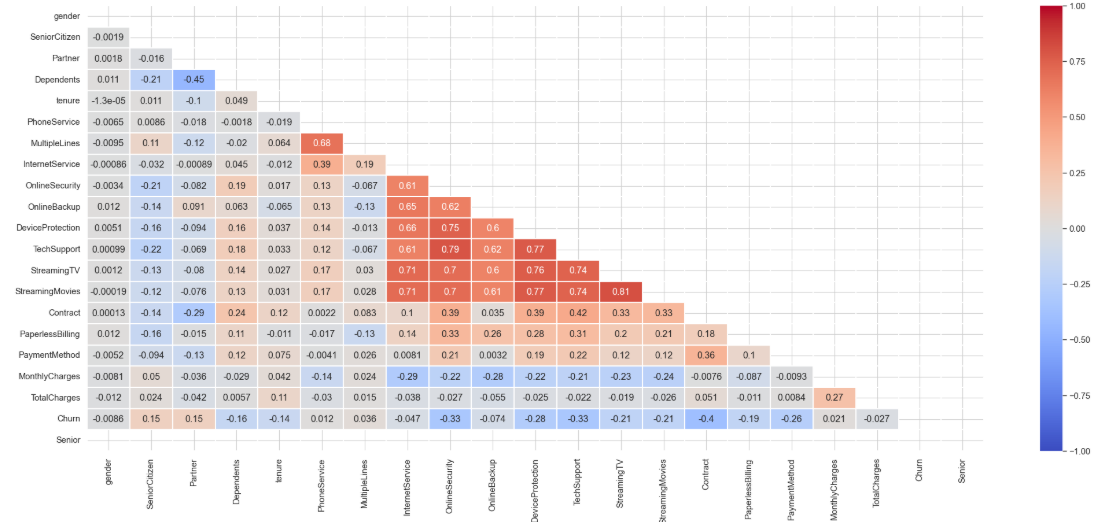 gender
SeniorCitizen -0.0019
Partner 0.0018 -0.016
Dependents 0.011 -0.21 -0.45
tenure -1.3e-05 0.011 -0.1 0.049
PhoneService -0.0065 0.0086 -0.018 -0.0018 -0.019
MultipleLines -0.0095 0.11 -0.12 -0.02 0.064 0.68
InternetService -0.00086 -0.032 -0.00089 0.045 -0.012 0.39 0.19
OnlineSecurity -0.0034 -0.21 -0.082 0.19 0.017 0.13 -0.067 0.61
OnlineBackup 0.012 -0.14 0.091 0.063 -0.065 0.13 -0.13 0.65 0.62
DeviceProtection 0.0051 -0.16 -0.094 0.16 0.037 0.14 -0.013 0.66 0.75 0.6
TechSupport 0.00099 -0.22 -0.069 0.18 0.033 0.12 -0.067 0.61 0.79 0.62 0.77
StreamingTV 0.0012 -0.13 -0.08 0.14 0.027 0.17 0.03 0.71 0.7 0.6 0.76 0.74
StreamingMovies -0.00019 -0.12 -0.076 0.13 0.031 0.17 0.028 0.71 0.7 0.61 0.77 0.74 0.81
Contract 0.00013 -0.14 -0.29 0.24 0.12 0.0022 0.083 0.1 0.39 0.035 0.39 0.42 0.33 0.33
PaperlessBilling 0.012 -0.16 -0.015 0.11 -0.011 -0.017 -0.13 0.14 0.33 0.26 0.28 0.31 0.2 0.21 0.18
PaymentMethod -0.0052 -0.094 -0.13 0.12 0.075 -0.0041 0.026 0.0081 0.21 0.0032 0.19 0.22 0.12 0.12 0.36 0.1
MonthlyCharges -0.0081 0.05 -0.036 -0.029 0.042 -0.14 0.024 -0.29 -0.22 -0.28 -0.22 -0.21 -0.23 -0.24 -0.0076 -0.087 -0.0093
TotalCharges -0.012 0.024 -0.042 0.0057 0.11 -0.03 0.015 -0.038 -0.027 -0.055 -0.025 -0.022 -0.019 -0.026 0.051 -0.011 0.0084 0.27
Churn -0.0086 0.15 0.15 -0.16 -0.14 0.012 0.036 -0.047 -0.33 -0.074 -0.28 -0.33 -0.21 -0.21 -0.4 -0.19 -0.26 0.021 -0.027
Senior
gender
SeniorCitizen
Partner
Dependents
tenure
PhoneService
MultipleLines
InternetService
OnlineSecurity
OnlineBackup
DeviceProtection
TechSupport
StreamingTV
StreamingMovies
Contract
PaperlessBilling
PaymentMethod
MonthlyCharges
TotalCharges
Churn
Senior
1.00
0.75
0.50
0.25
0.00
-0.25
-0.50
-0.75
-1.00